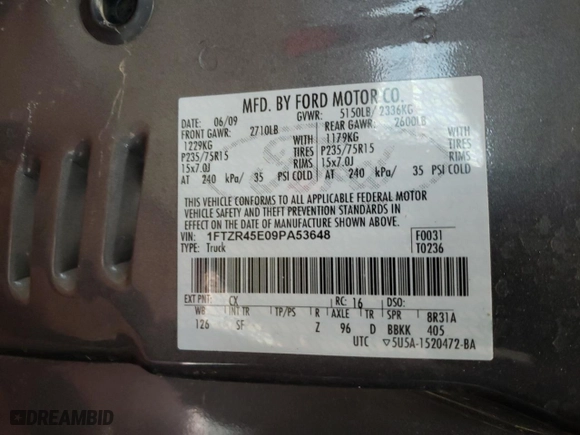 MFD. BY FORD MOTOR CO.
DATE: 06/09 GVWR: 5150LB/ 2336KG
FRONT GAWR: 2710LB REAR GAWR: 2600LB
1229KG WITH 1179KG WITH
P235/75R15 TIRES P235/75R15 TIRES
15x7.0J RIMS 15x7.0J RIMS
AT 240 kPa/ 35 PSI COLD AT 240 kPa/ 35 PSI COLD
THIS VEHICLE CONFORMS TO ALL APPLICABLE FEDERAL MOTOR
VEHICLE SAFETY AND THEFT PREVENTION STANDARDS IN
EFFECT ON THE DATE OF MANUFACTURE SHOWN ABOVE.
VIN: 1FTZR45E09PA53648 F0031
TYPE: Truck T0236
EXT PNT: CX RC: 16 DSO:
WB INT TR TP/PS R AXLE TR SPR 8R31A
126 SF Z 96 D BBKK 405
UTC ▽5U5A-1520472-BA
DREAMBID